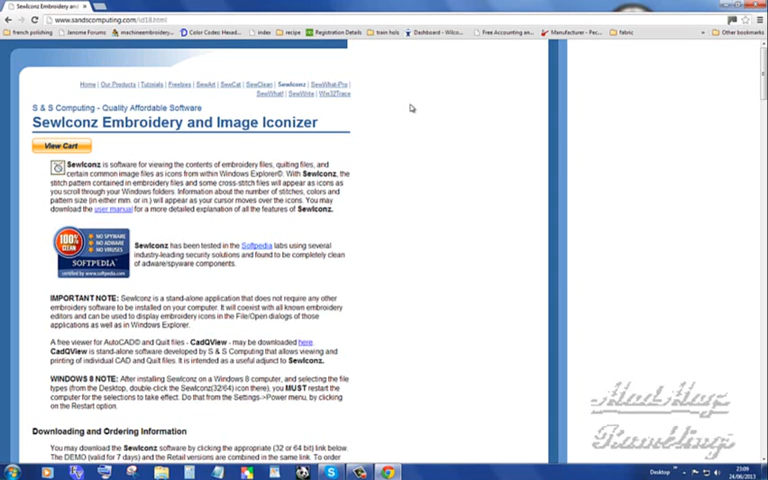 SewIconz Embroidery and
www.sandscomputing.com/id18.html
french polishing
Janome Forums
machineembroidery...
Color Codes: Hexad...
index
recipe
Registration Details
train hols
Dashboard - Wilco...
Free Accounting an...
Manufacturer - Pec...
fabric
Other bookmarks
Home | Our Products | Tutorials | Freebies | SewArt | SewCat | SewClean | SewIconz | SewWhat-Pro |
SewWhat! | SewWrite | Win32Trace
S & S Computing - Quality Affordable Software
SewIconz Embroidery and Image Iconizer
View Cart
SewIconz is software for viewing the contents of embroidery files, quilting files, and
certain common image files as icons from within Windows Explorer©. With SewIconz, the
stitch pattern contained in embroidery files and some cross-stitch files will appear as icons as
you scroll through your Windows folders. Information about the number of stitches, colors and
pattern size (in either mm. or in.) will appear as your cursor moves over the icons. You may
download the user manual for a more detailed explanation of all the features of SewIconz.
100% CLEAN
NO SPYWARE
NO ADWARE
NO VIRUSES
SOFTPEDIA
certified by www.softpedia.com
SewIconz has been tested in the Softpedia labs using several
industry-leading security solutions and found to be completely clean
of adware/spyware components.
IMPORTANT NOTE: SewIconz is a stand-alone application that does not require any other
embroidery software to be installed on your computer. It will coexist with all known embroidery
editors and can be used to display embroidery icons in the File/Open dialogs of those
applications as well as in Windows Explorer.
A free viewer for AutoCAD© and Quilt files - CadQView - may be downloaded here.
CadQView is stand-alone software developed by S & S Computing that allows viewing and
printing of individual CAD and Quilt files. It is intended as a useful adjunct to SewIconz.
WINDOWS 8 NOTE: After installing SewIconz on a Windows 8 computer, and selecting the file
types (from the Desktop, double-click the SewIconz(32/64) icon there), you MUST restart the
computer for the selections to take effect. Do that from the Settings->Power menu, by clicking
on the Restart option.
Downloading and Ordering Information
You may download the SewIconz software by clicking the appropriate (32 or 64 bit) link below.
The DEMO (valid for 7 days) and the Retail versions are combined in the same link. To order
MadMags
Ramblings
Desktop
23:09
24/06/2013